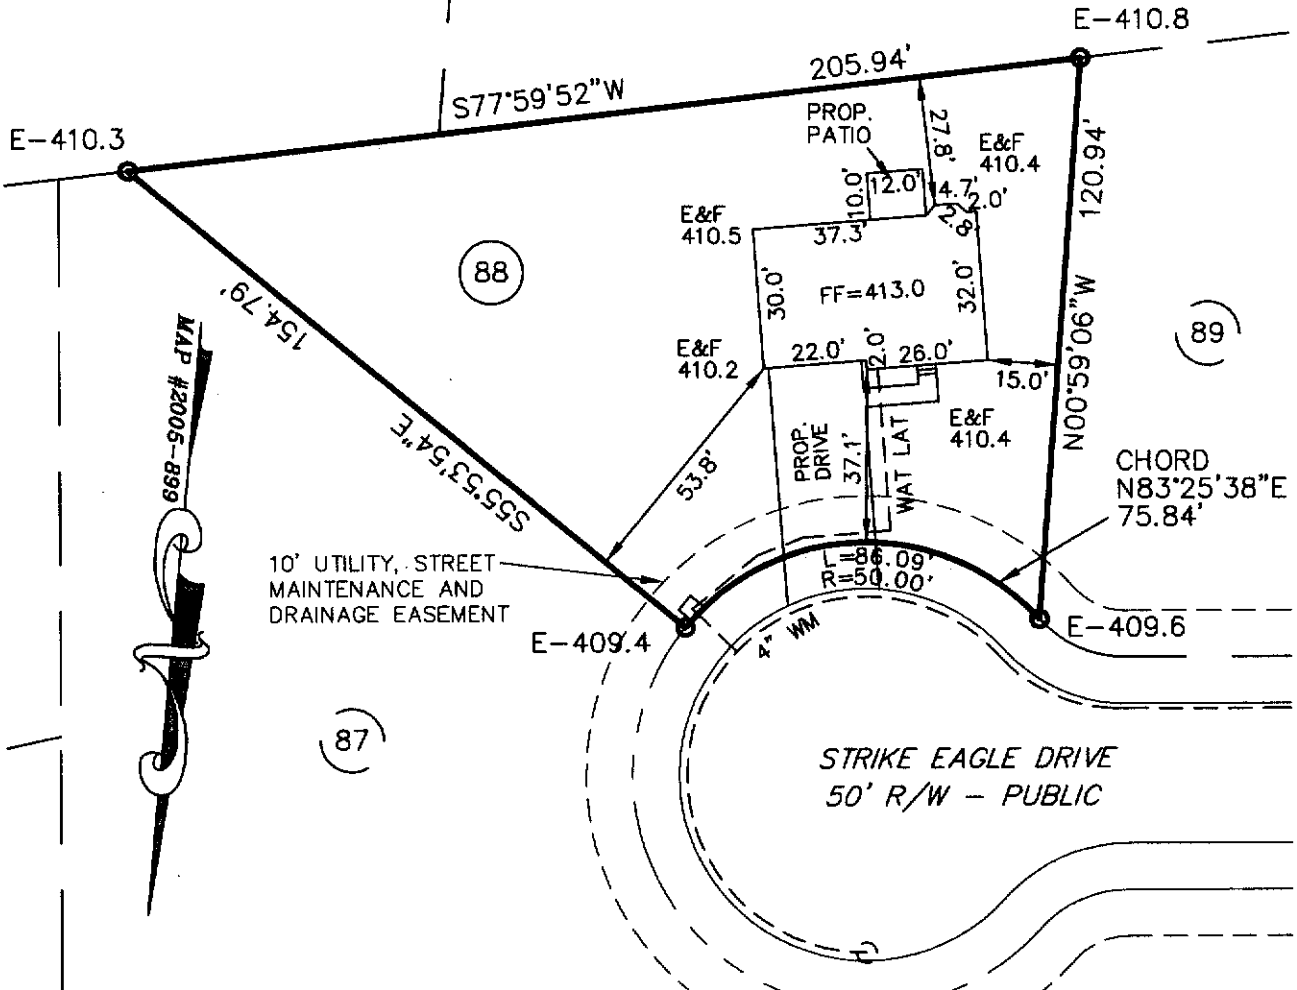 E-410.8
205.94'
S77°59'52"W
E-410.3
PROP.
PATIO
27.8'
E&F
410.4
120.94'
10.0'
12.0'
4.7'
2.0'
2.8'
E&F
410.5
37.3'
88
30.0'
FF=413.0
32.0'
N00°59'06"W
89
154.79'
MAP #2005-899
E&F
410.2
22.0'
2.0'
26.0'
15.0'
E&F
410.4
S55°53'54"E
53.8'
PROP.
DRIVE
37.1'
WAT LAT
CHORD
N83°25'38"E
75.84'
10' UTILITY, STREET
MAINTENANCE AND
DRAINAGE EASEMENT
L=86.09'
R=50.00'
E-409.4
4" WM
E-409.6
87
STRIKE EAGLE DRIVE
50' R/W - PUBLIC